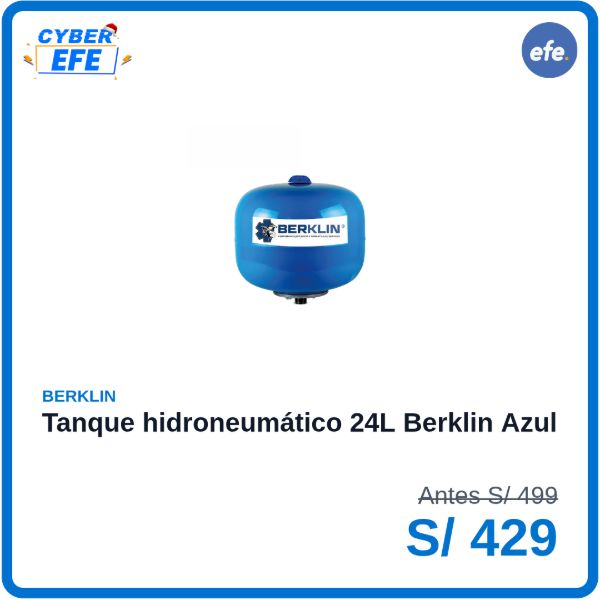 CYBER
EFE
efe.
BERKLIN®
BERKLIN
Tanque hidroneumático 24L Berklin Azul
Antes S/ 499
S/ 429